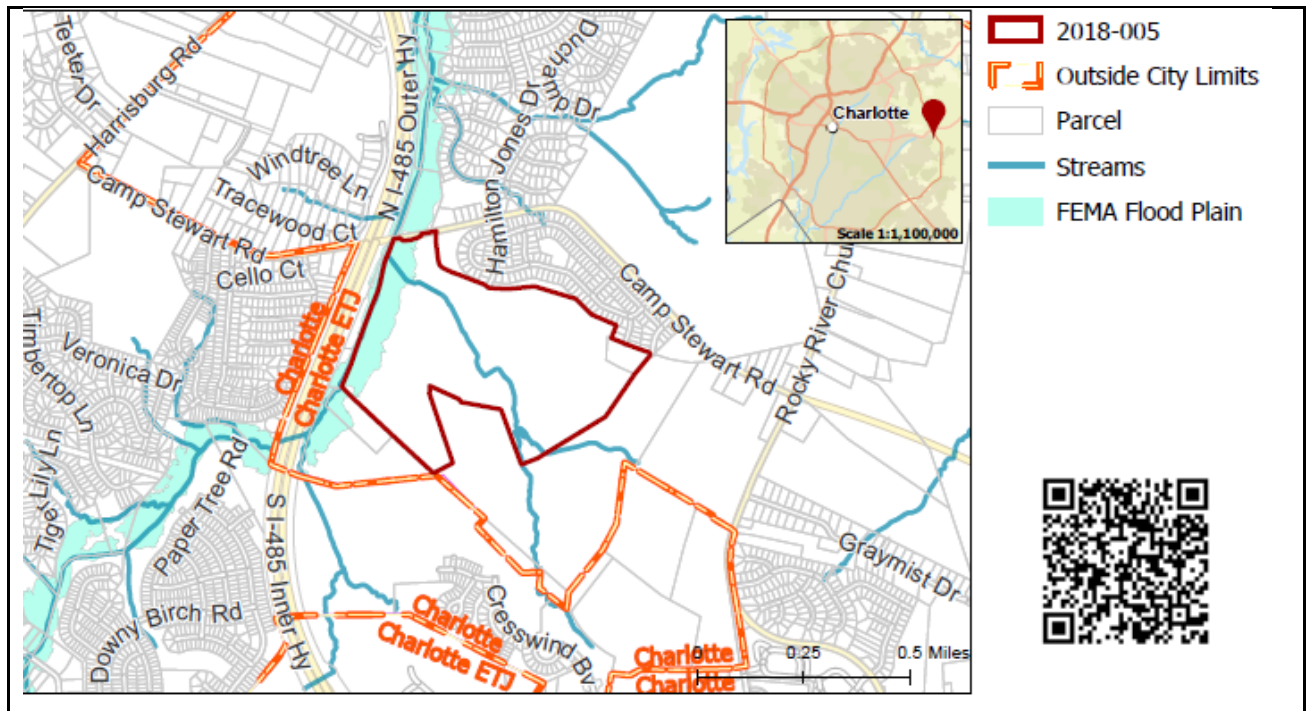 Teeter Dr
Harrisburg Rd
Camp Stewart Rd
Windtree Ln
Tracewood Ct
Cello Ct
N I-485 Outer Hy
Duchamp Dr
Hamilton Jones Dr
Charlotte
Scale 1:1,100,000
Camp Stewart Rd
Rocky River Chu
Charlotte
Charlotte ETJ
Veronica Dr
Timbertop Ln
Tiger Lily Ln
Paper Tree Rd
Downy Birch Rd
S I-485 Inner Hy
Graymist Dr
Cresswind Bv
Charlotte
Charlotte ETJ
Charlotte
Charlotte
0 0.25 0.5 Miles
2018-005
Outside City Limits
Parcel
Streams
FEMA Flood Plain